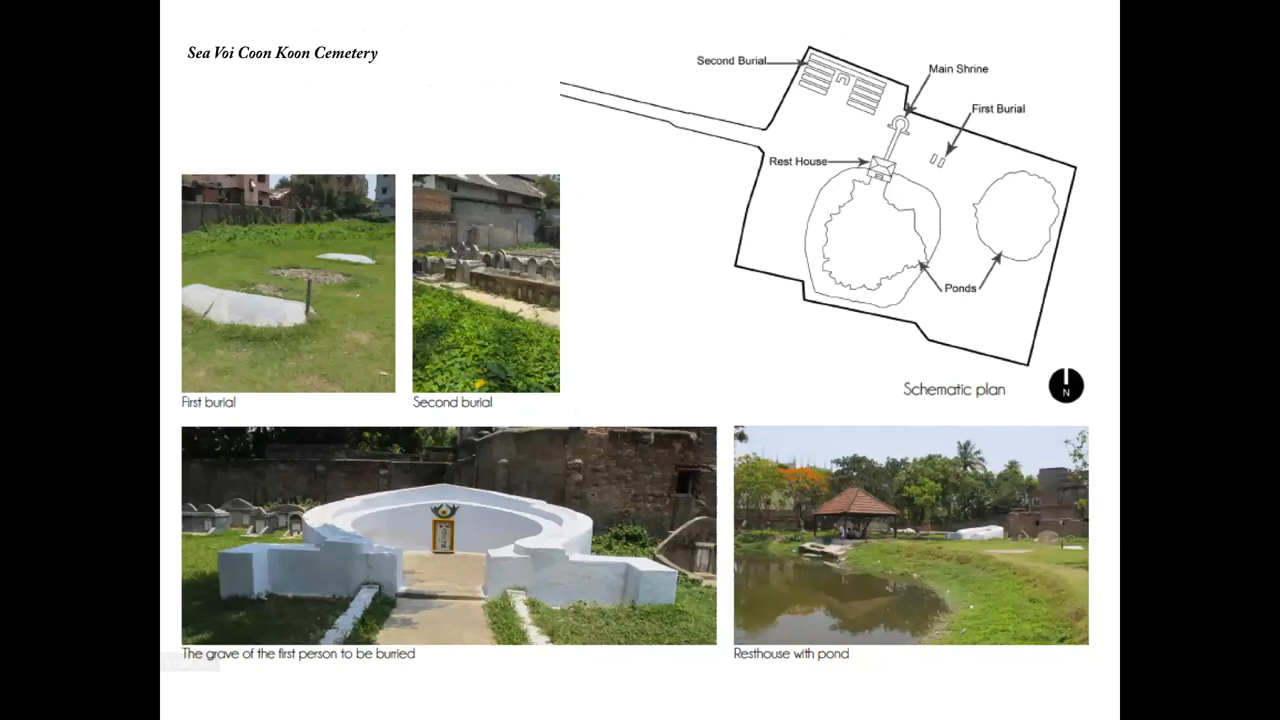 Sea Voi Coon Koon Cemetery
Second Burial
Main Shrine
First Burial
Rest House
Ponds
Schematic plan
N
First burial
Second burial
The grave of the first person to be burried
Resthouse with pond